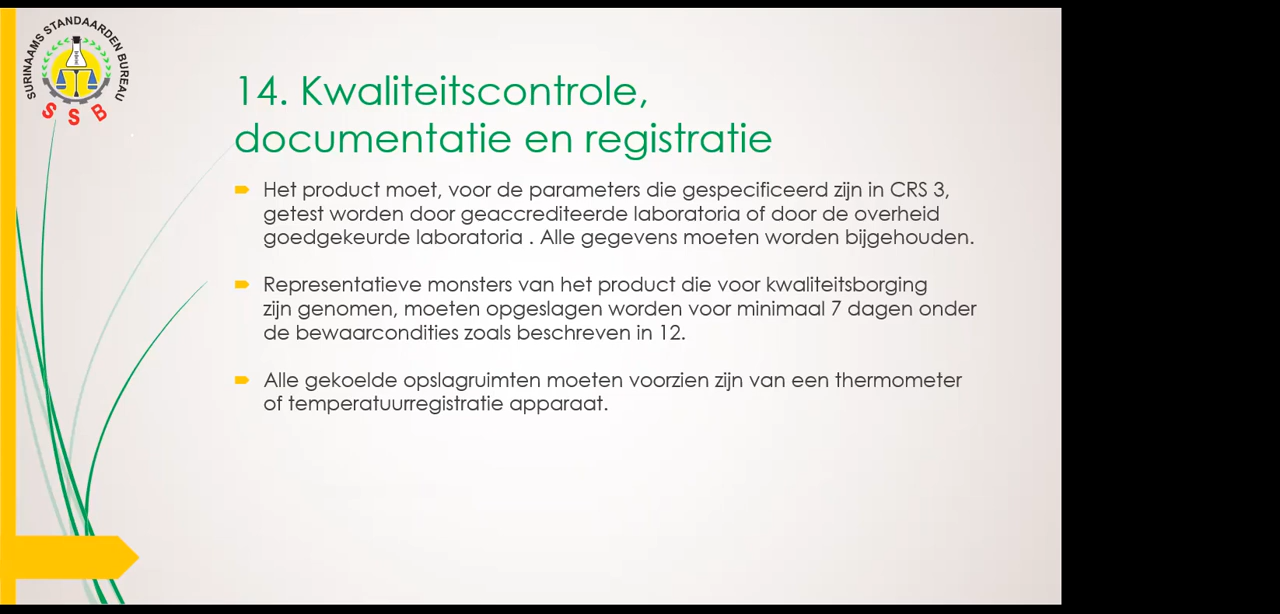 SURINAAMS STANDAARDEN BUREAU
SSB
14. Kwaliteitscontrole,
documentatie en registratie
Het product moet, voor de parameters die gespecificeerd zijn in CRS 3,
getest worden door geaccrediteerde laboratoria of door de overheid
goedgekeurde laboratoria . Alle gegevens moeten worden bijgehouden.
Representatieve monsters van het product die voor kwaliteitsborging
zijn genomen, moeten opgeslagen worden voor minimaal 7 dagen onder
de bewaarcondities zoals beschreven in 12.
Alle gekoelde opslagruimten moeten voorzien zijn van een thermometer
of temperatuurregistratie apparaat.